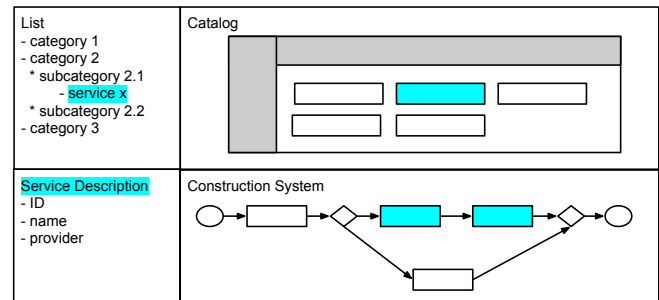 List
- category 1
- category 2
* subcategory 2.1
- service x
* subcategory 2.2
- category 3
Catalog
Service Description
- ID
- name
- provider
Construction System